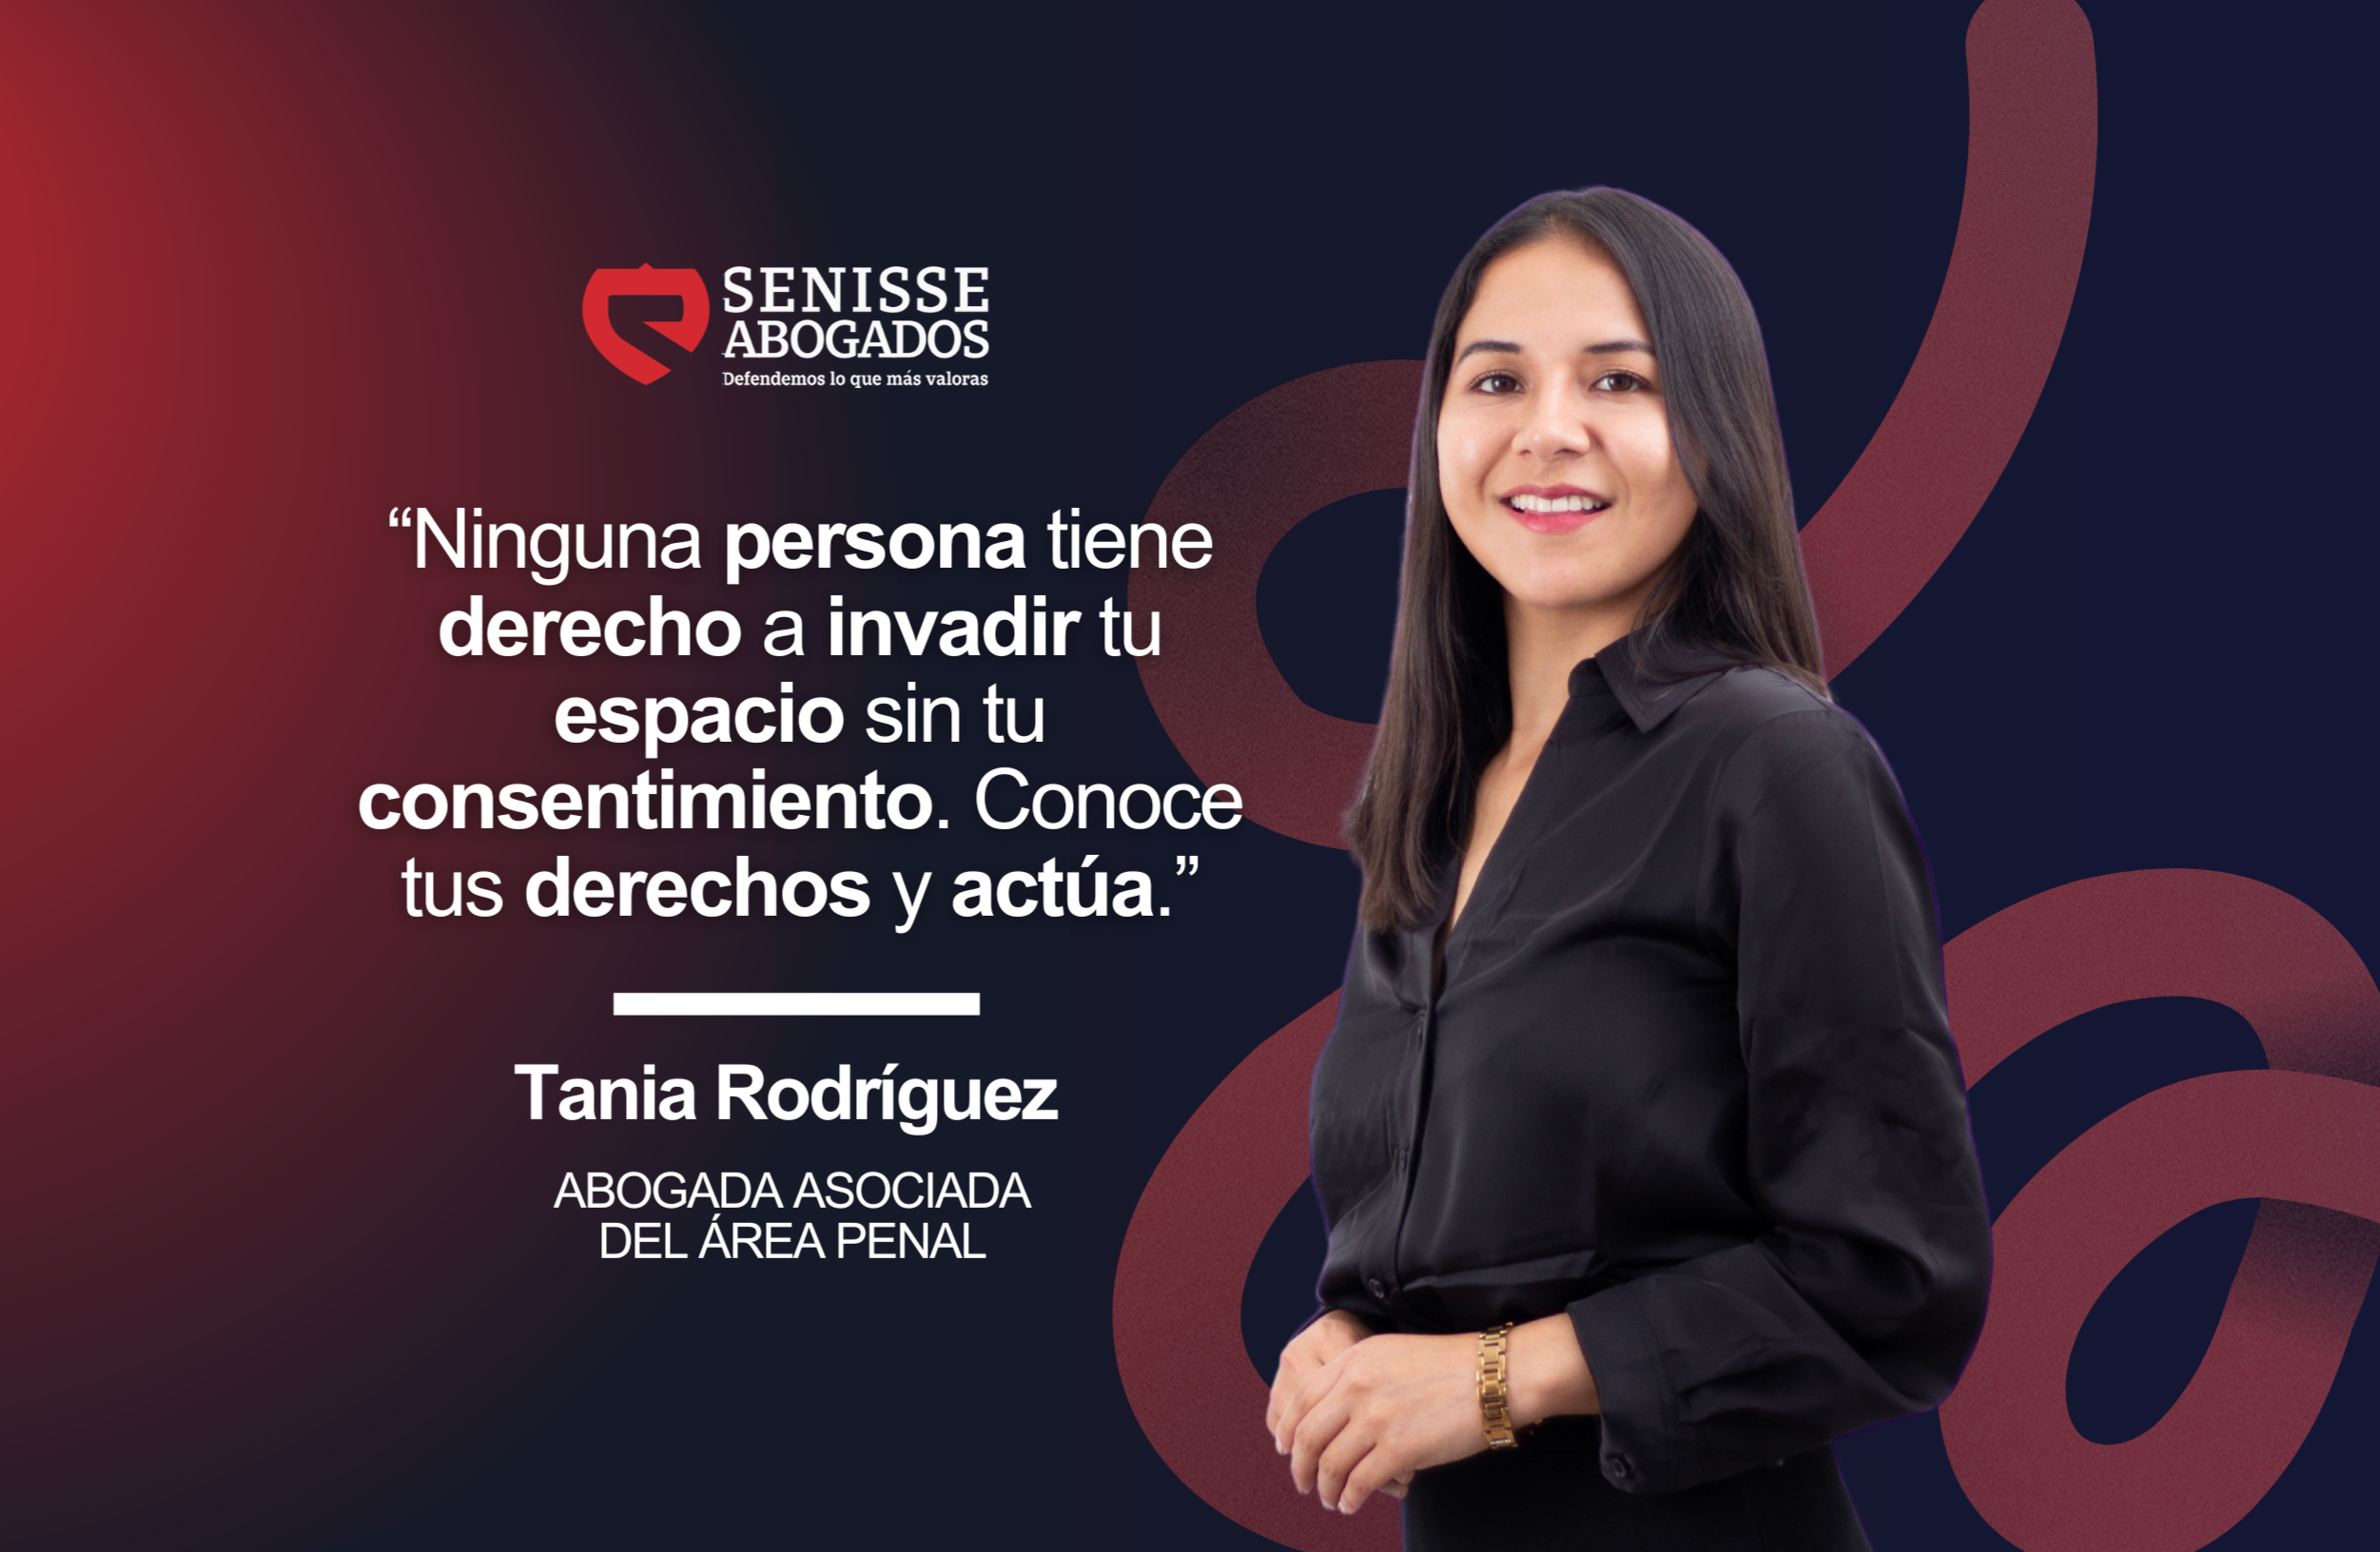 SENISSE
ABOGADOS
Defendemos lo que más valoras
“Ninguna persona tiene
derecho a invadir tu
espacio sin tu
consentimiento. Conoce
tus derechos y actúa.”
Tania Rodríguez
ABOGADA ASOCIADA
DEL ÁREA PENAL